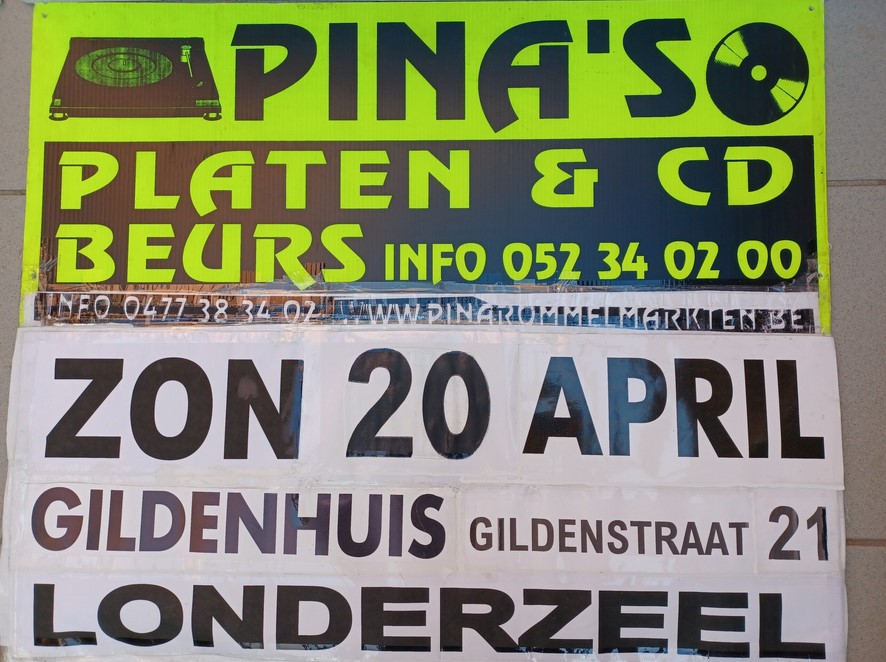 PINA'S
PLATEN & CD
BEURS INFO 052 34 02 00
INFO 0477 38 34 02 WWW.PINAROMMELMARKTEN.BE
ZON 20 APRIL
GILDENHUIS GILDENSTRAAT 21
LONDERZEEL